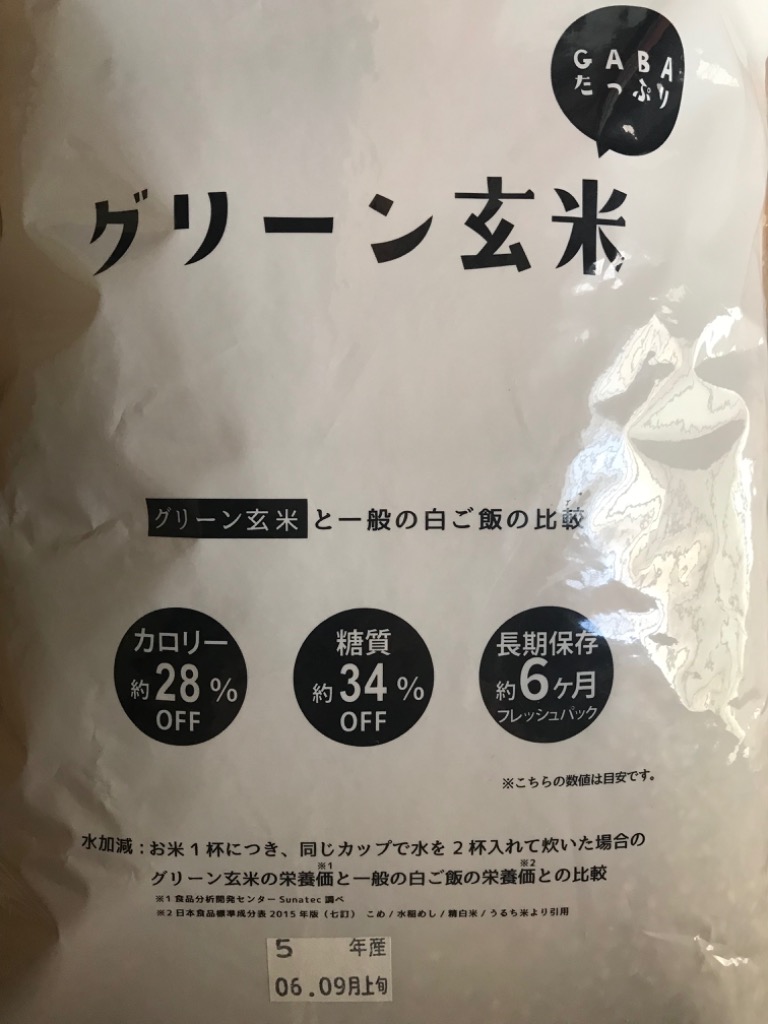 GABA
たっぷり
グリーン玄米
グリーン玄米と一般の白ご飯の比較
カロリー
約28%
OFF
糖質
約34%
OFF
長期保存
約6ヶ月
フレッシュパック
※こちらの数値は目安です。
水加減：お米1杯につき、同じカップで水を2杯入れて炊いた場合の
グリーン玄米の栄養価※1と一般の白ご飯の栄養価※2との比較
※1 食品分析開発センターSunatec 調べ
※2 日本食品標準成分表2015年版（七訂） こめ/水稲めし/精白米/うるち米より引用
5 年産
06.09月上旬